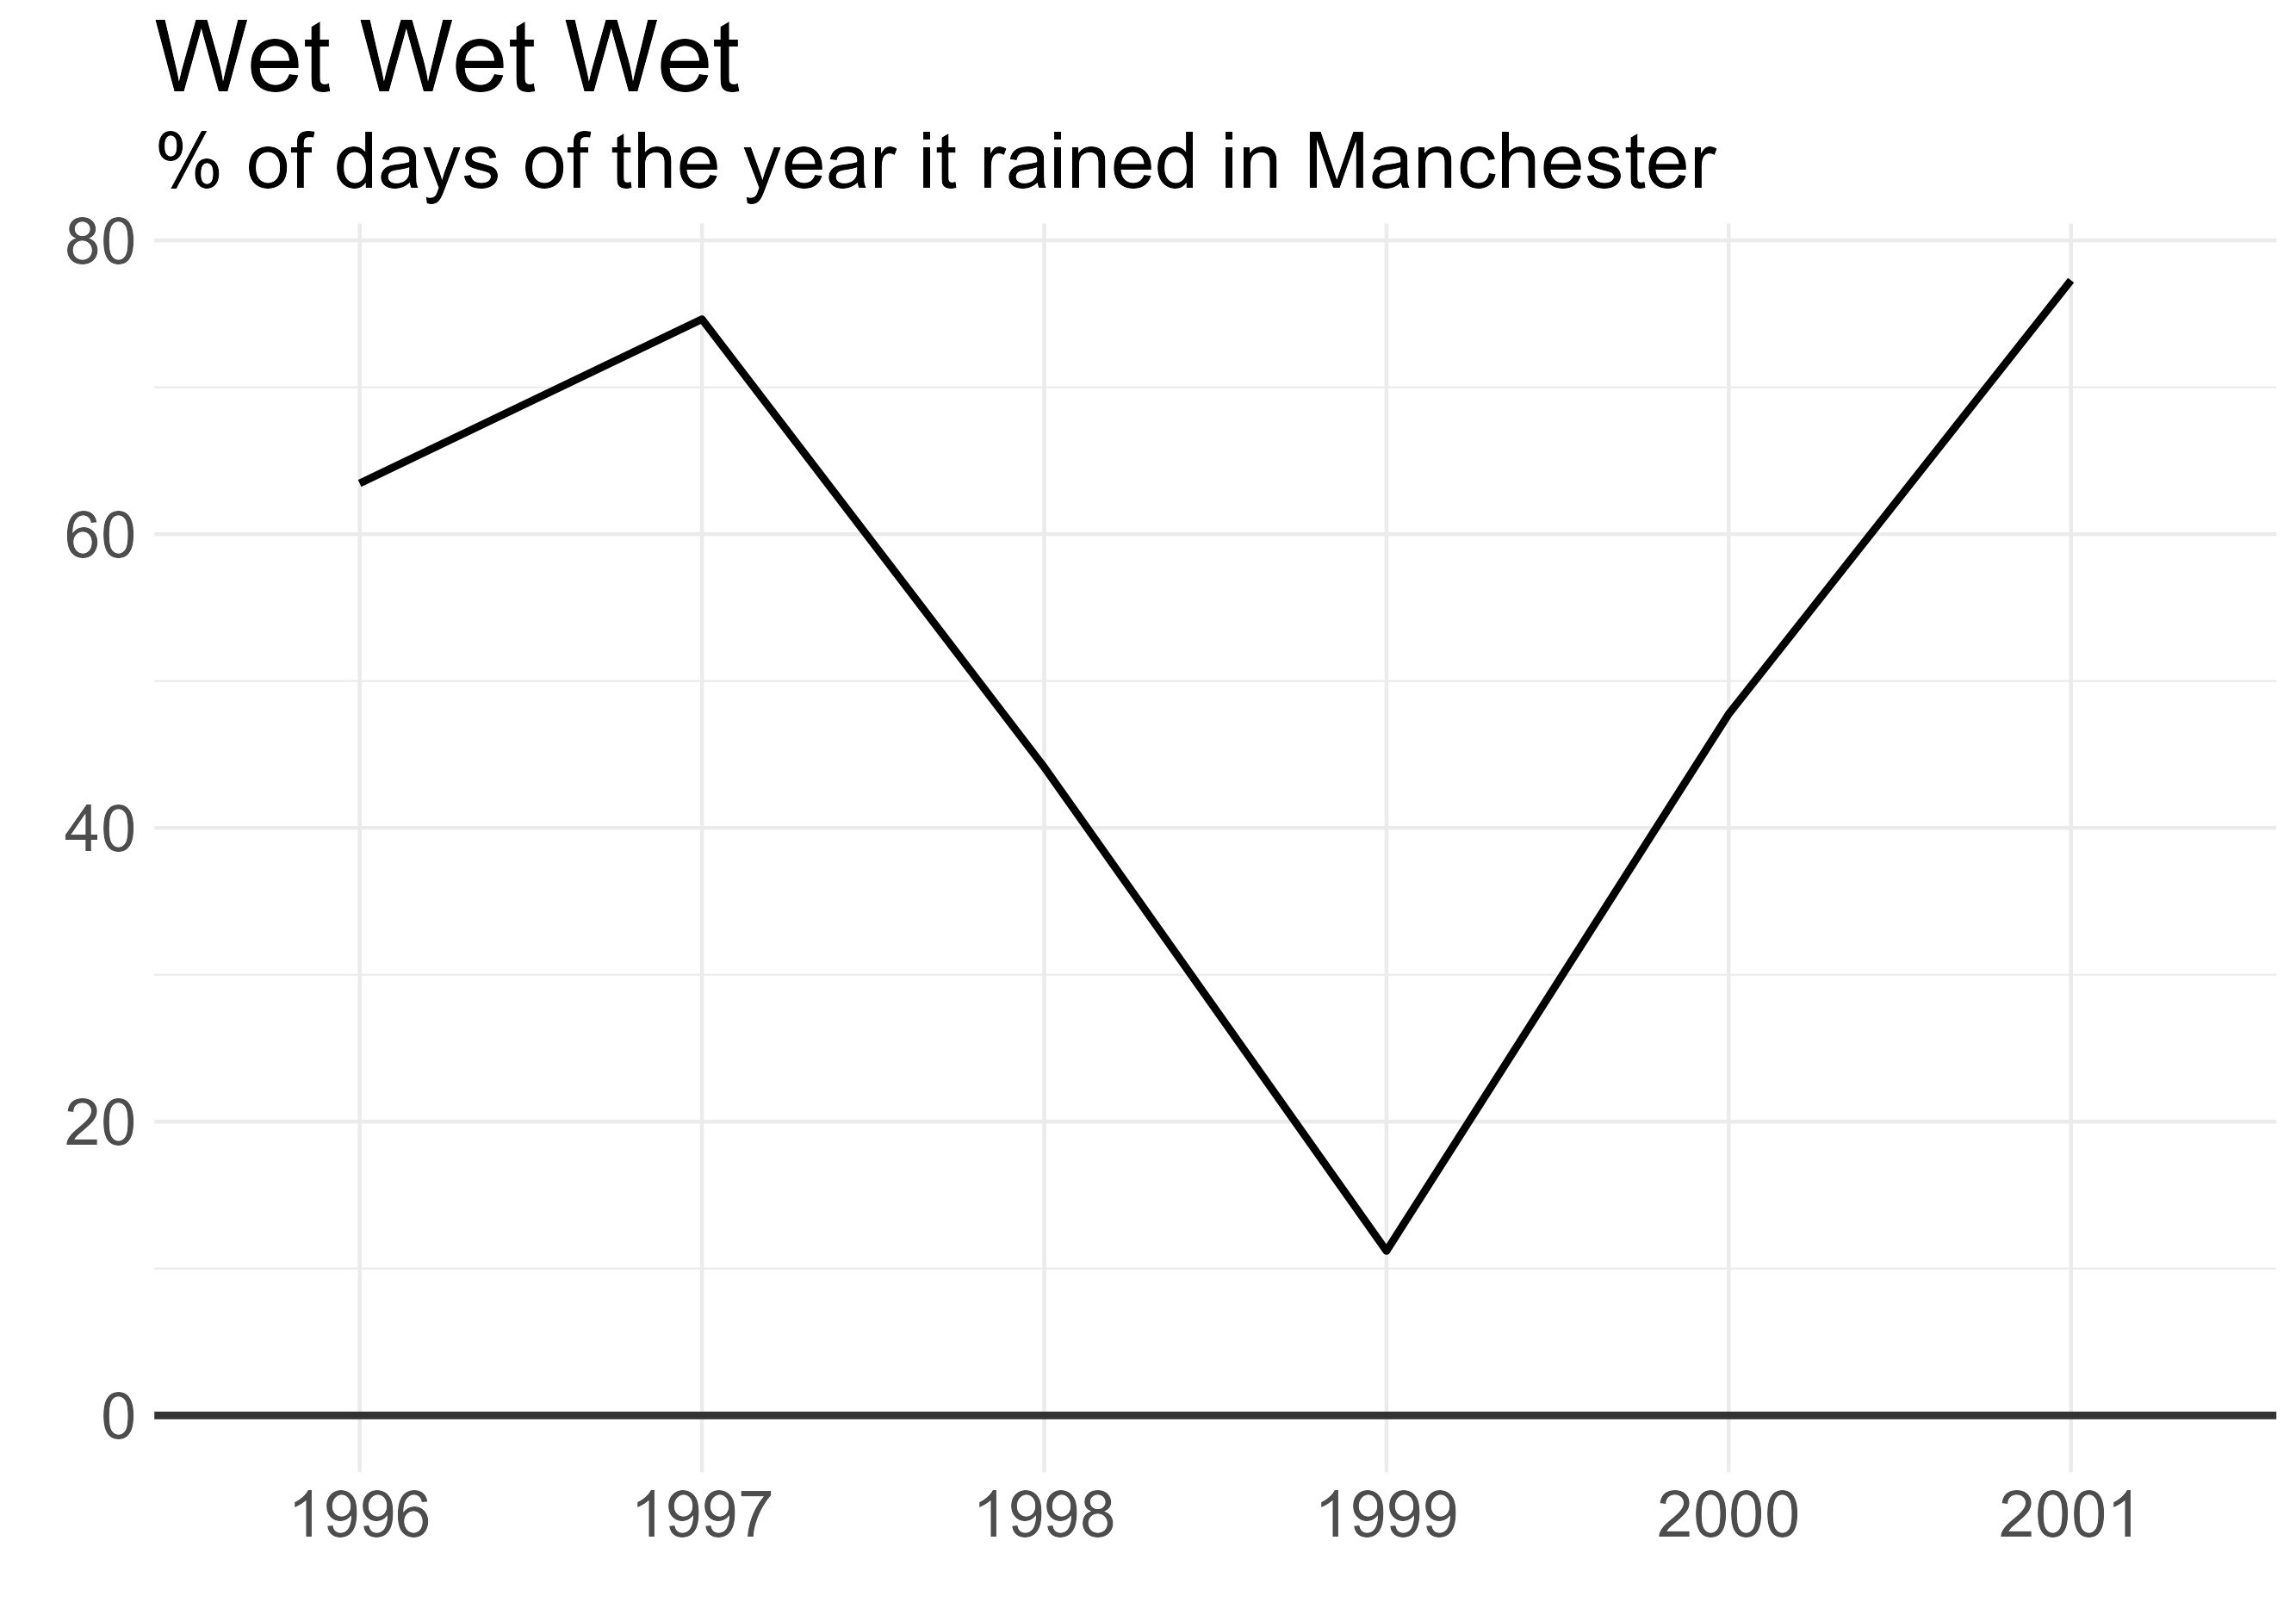 Wet Wet Wet
% of days of the year it rained in Manchester
80
60
40
20
0
1996 1997 1998 1999 2000 2001